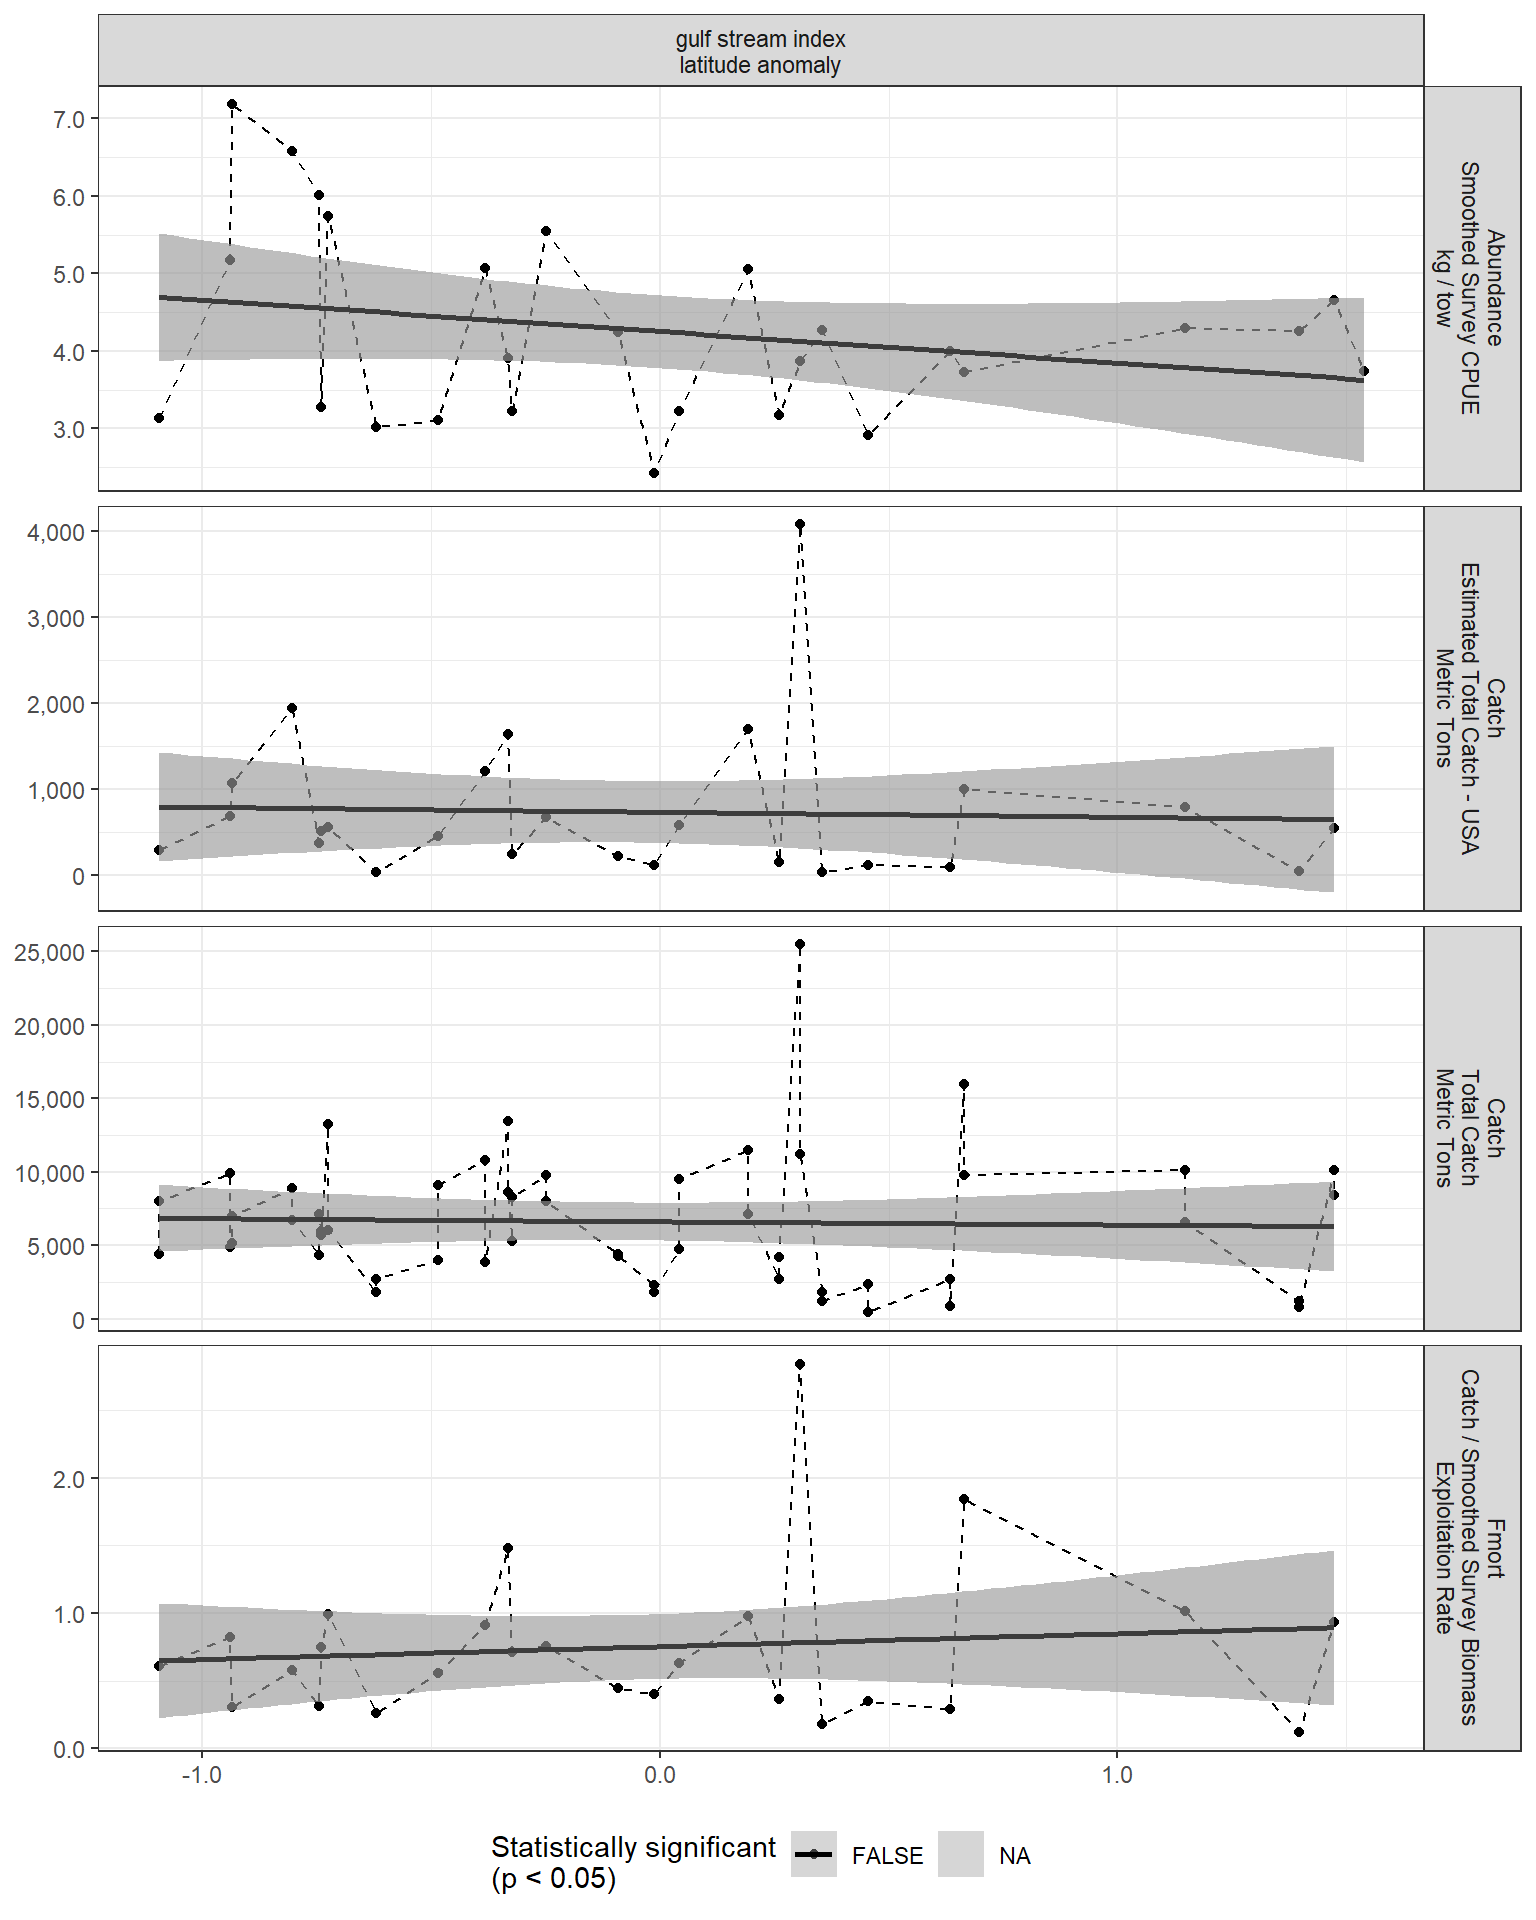 gulf stream index
latitude anomaly
7.0
6.0
5.0
4.0
3.0
Abundance
Smoothed Survey CPUE
kg / tow
4,000
3,000
2,000
1,000
0
Catch
Estimated Total Catch - USA
Metric Tons
25,000
20,000
15,000
10,000
5,000
0
Catch
Total Catch
Metric Tons
2.0
1.0
0.0
Fmort
Catch / Smoothed Survey Biomass
Exploitation Rate
-1.0
0.0
1.0
Statistically significant
(p < 0.05)
FALSE
NA